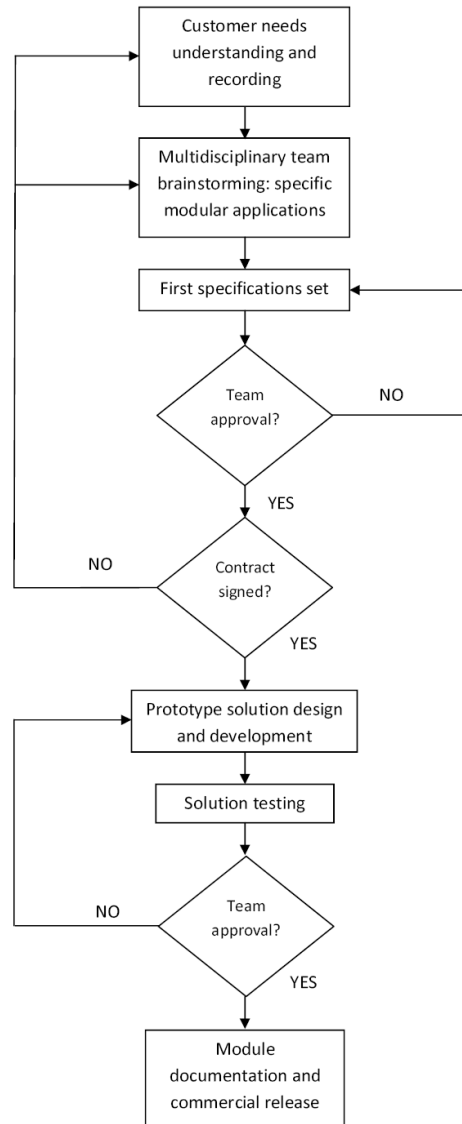 Customer needs
understanding and
recording
Multidisciplinary team
brainstorming: specific
modular applications
First specifications set
Team
approval?
NO
YES
NO
Contract
signed?
YES
Prototype solution design
and development
Solution testing
NO
Team
approval?
YES
Module
documentation and
commercial release